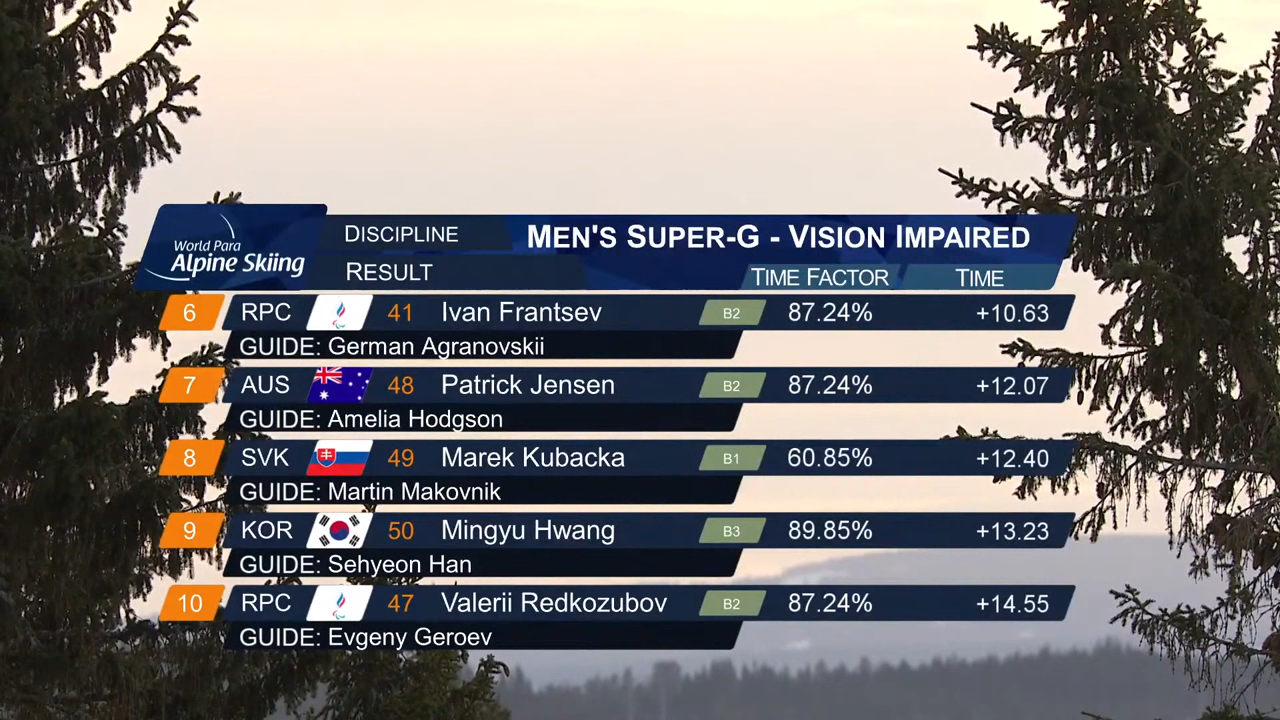 World Para
Alpine Skiing
DISCIPLINE MEN'S SUPER-G - VISION IMPAIRED
RESULT TIME FACTOR TIME
6 RPC 41 Ivan Frantsev B2 87.24% +10.63
GUIDE: German Agranovskii
7 AUS 48 Patrick Jensen B2 87.24% +12.07
GUIDE: Amelia Hodgson
8 SVK 49 Marek Kubacka B1 60.85% +12.40
GUIDE: Martin Makovnik
9 KOR 50 Mingyu Hwang B3 89.85% +13.23
GUIDE: Sehyeon Han
10 RPC 47 Valerii Redkozubov B2 87.24% +14.55
GUIDE: Evgeny Geroev